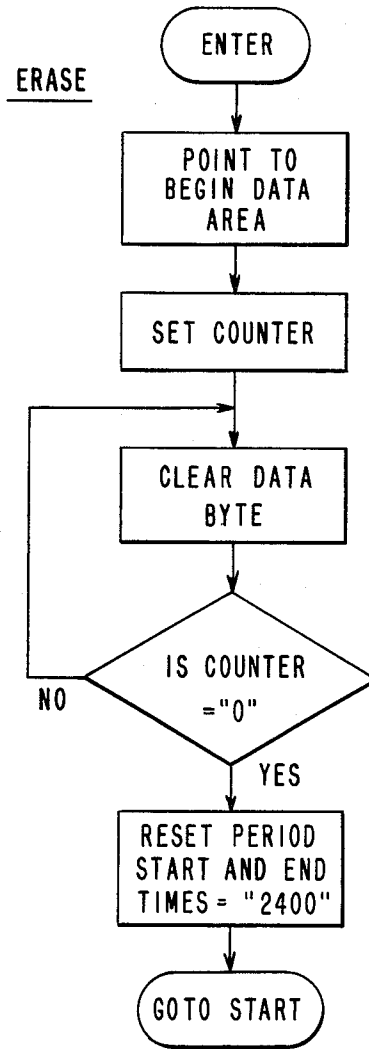 ENTER
ERASE
POINT TO
BEGIN DATA
AREA
SET COUNTER
CLEAR DATA
BYTE
IS COUNTER
="0"
NO
YES
RESET PERIOD
START AND END
TIMES = "2400"
GOTO START